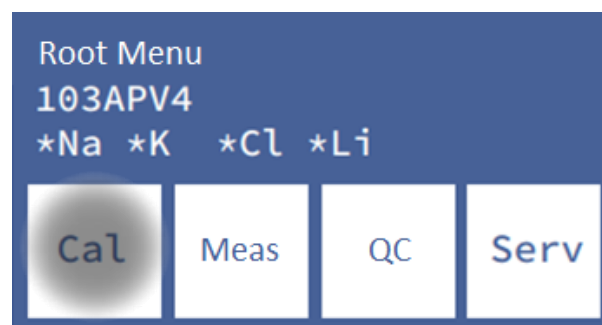 Root Menu
103APV4
*Na *K  *Cl *Li
Cal Meas QC Serv